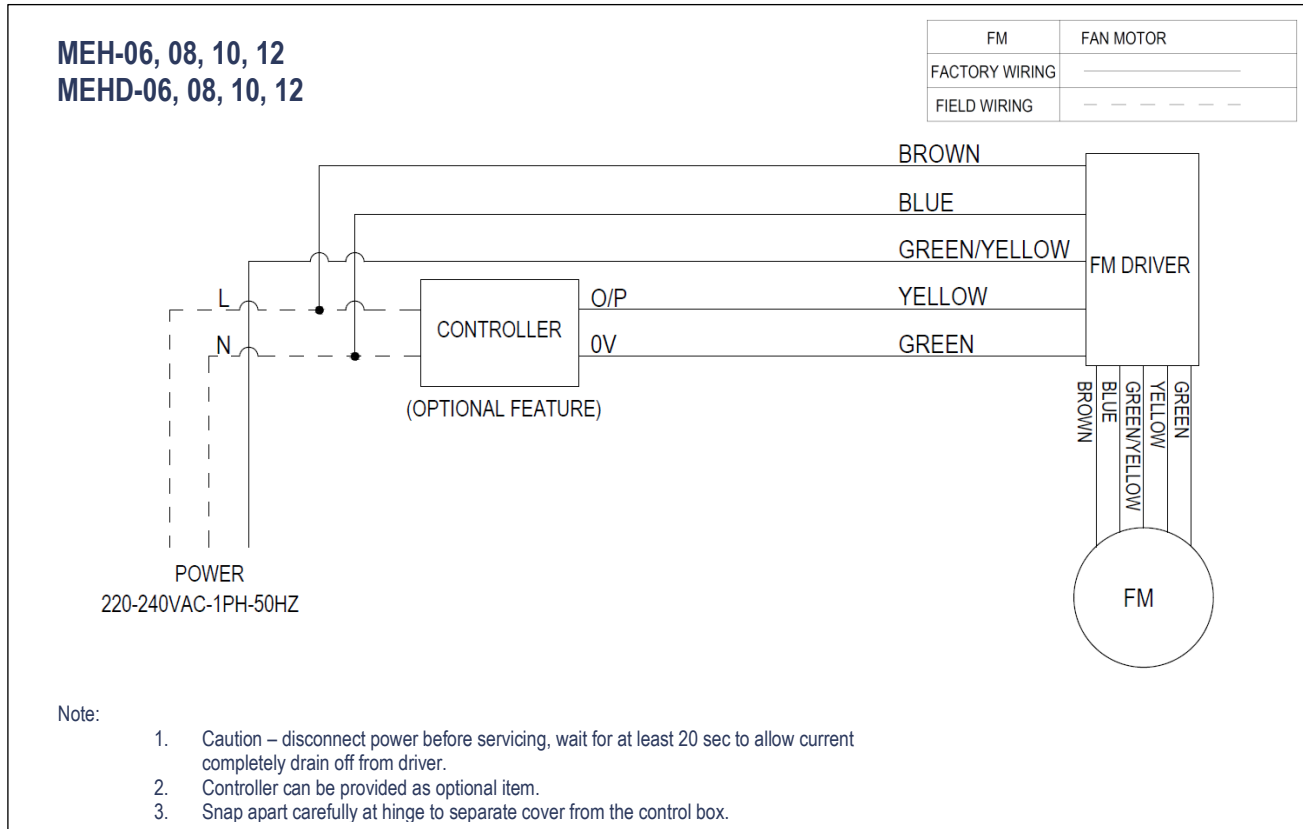 MEH-06, 08, 10, 12
MEHD-06, 08, 10, 12
FM FAN MOTOR
FACTORY WIRING
FIELD WIRING
BROWN
BLUE
GREEN/YELLOW
FM DRIVER
L
O/P
YELLOW
CONTROLLER
N
0V
GREEN
(OPTIONAL FEATURE)
BROWN
BLUE
GREEN/YELLOW
YELLOW
GREEN
POWER
220-240VAC-1PH-50HZ
FM
Note:
1. Caution – disconnect power before servicing, wait for at least 20 sec to allow current
completely drain off from driver.
2. Controller can be provided as optional item.
3. Snap apart carefully at hinge to separate cover from the control box.